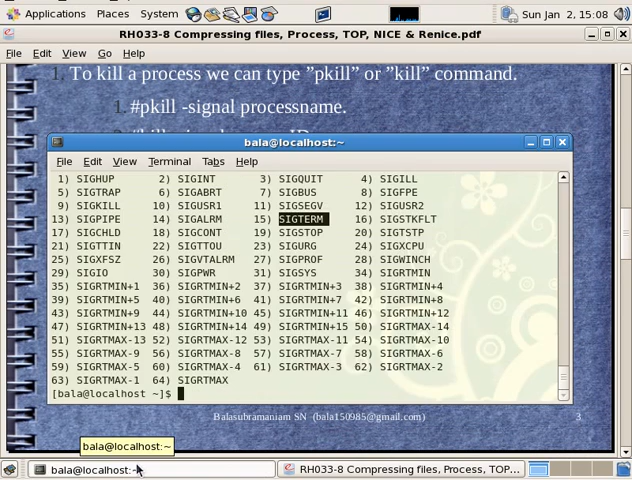 Applications Places System Sun Jan 2, 15:08
RH033-8 Compressing files, Process, TOP, NICE & Renice.pdf
File Edit View Go Help
1. To kill a process we can type ”pkill” or ”kill” command.
1. #pkill -signal processname.
bala@localhost:~
File Edit View Terminal Tabs Help
1) SIGHUP 2) SIGINT 3) SIGQUIT 4) SIGILL
5) SIGTRAP 6) SIGABRT 7) SIGBUS 8) SIGFPE
9) SIGKILL 10) SIGUSR1 11) SIGSEGV 12) SIGUSR2
13) SIGPIPE 14) SIGALRM 15) SIGTERM 16) SIGSTKFLT
17) SIGCHLD 18) SIGCONT 19) SIGSTOP 20) SIGTSTP
21) SIGTTIN 22) SIGTTOU 23) SIGURG 24) SIGXCPU
25) SIGXFSZ 26) SIGVTALRM 27) SIGPROF 28) SIGWINCH
29) SIGIO 30) SIGPWR 31) SIGSYS 34) SIGRTMIN
35) SIGRTMIN+1 36) SIGRTMIN+2 37) SIGRTMIN+3 38) SIGRTMIN+4
39) SIGRTMIN+5 40) SIGRTMIN+6 41) SIGRTMIN+7 42) SIGRTMIN+8
43) SIGRTMIN+9 44) SIGRTMIN+10 45) SIGRTMIN+11 46) SIGRTMIN+12
47) SIGRTMIN+13 48) SIGRTMIN+14 49) SIGRTMIN+15 50) SIGRTMAX-14
51) SIGRTMAX-13 52) SIGRTMAX-12 53) SIGRTMAX-11 54) SIGRTMAX-10
55) SIGRTMAX-9 56) SIGRTMAX-8 57) SIGRTMAX-7 58) SIGRTMAX-6
59) SIGRTMAX-5 60) SIGRTMAX-4 61) SIGRTMAX-3 62) SIGRTMAX-2
63) SIGRTMAX-1 64) SIGRTMAX
[bala@localhost ~]$
Balasubramaniam SN (bala150985@gmail.com) 3
bala@localhost:~
bala@localhost:~ RH033-8 Compressing files, Process, TOP,...